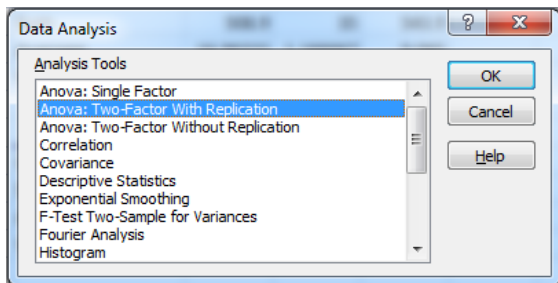 Data Analysis
Analysis Tools
Anova: Single Factor
Anova: Two-Factor With Replication
Anova: Two-Factor Without Replication
Correlation
Covariance
Descriptive Statistics
Exponential Smoothing
F-Test Two-Sample for Variances
Fourier Analysis
Histogram
OK
Cancel
Help